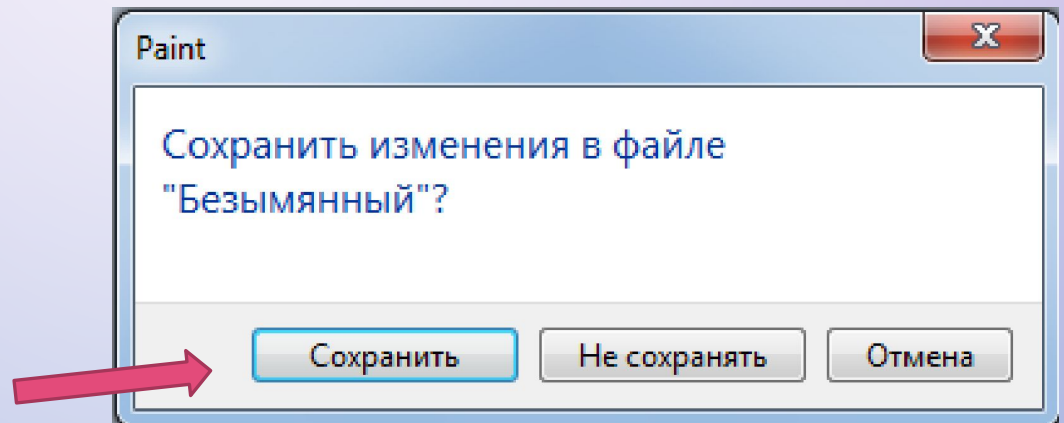 Paint
Сохранить изменения в файле
"Безымянный"?
Сохранить
Не сохранять
Отмена